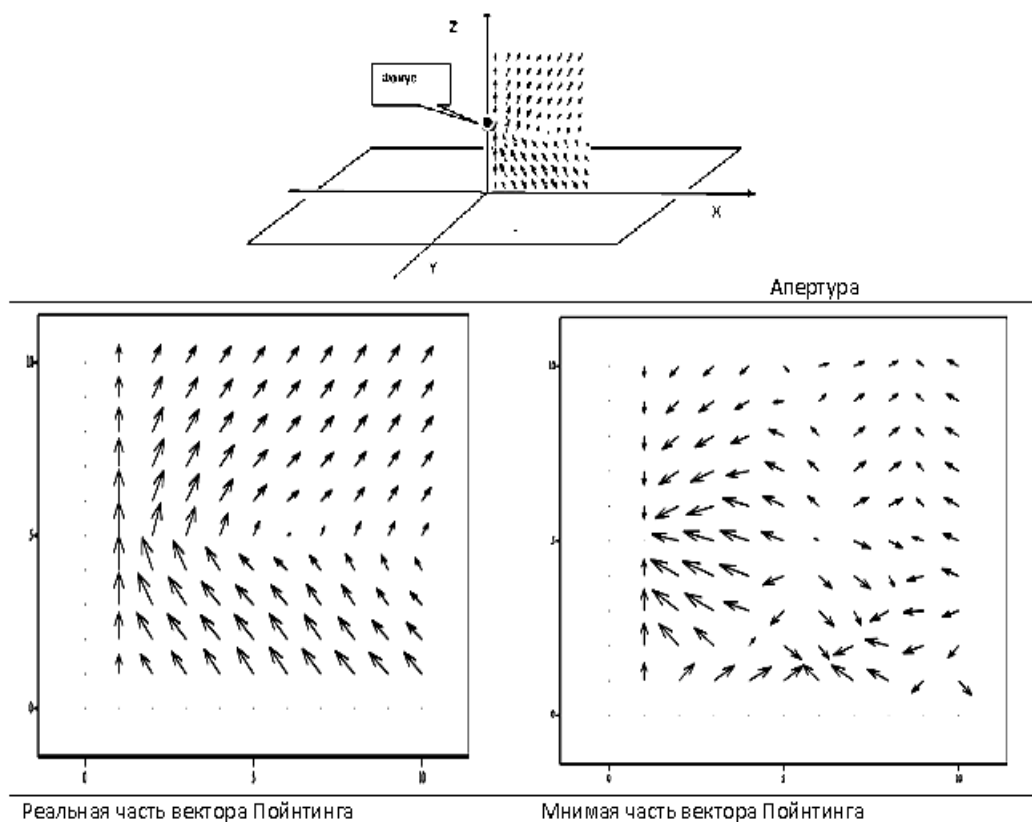 Z
Фокус
X
Y
Апертура
10
5
0
0 5 10
10
5
0
0 5 10
Реальная часть вектора Пойнтинга
Мнимая часть вектора Пойнтинга